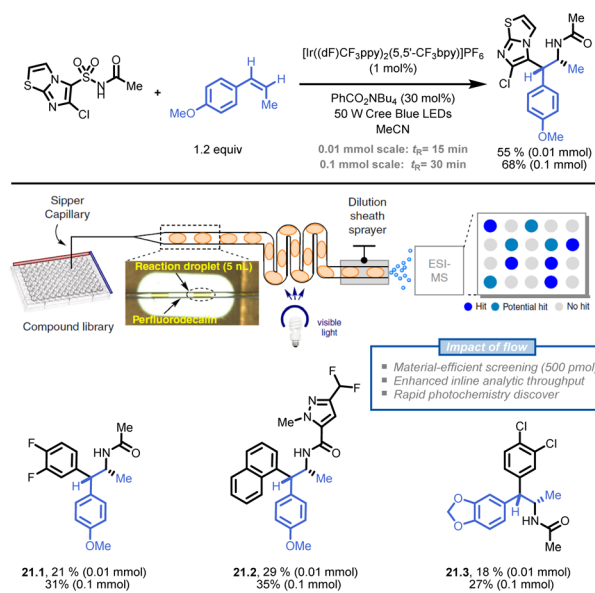 [Ir((dF)CF3ppy)2(5,5'-CF3bpy)]PF6
(1 mol%)
PhCO2NBu4 (30 mol%)
50 W Cree Blue LEDs
MeCN
0.01 mmol scale: tR= 15 min
0.1 mmol scale: tR= 30 min
N
S
N
O O
S
N
H
O
Me
Cl
+
MeO
Me
1.2 equiv
S
N
N
Cl
H
HN
O
Me
Me
OMe
55 % (0.01 mmol)
68% (0.1 mmol)
Sipper
Capillary
Compound library
Reaction droplet (5 nL)
Perfluorodecalin
visible
light
Dilution
sheath
sprayer
ESI-
MS
Hit
Potential hit
No hit
Impact of flow
Material-efficient screening (500 pmol)
Enhanced inline analytic throughput
Rapid photochemistry discover
F
F
H
HN
O
Me
Me
OMe
21.1, 21 % (0.01 mmol)
31% (0.1 mmol)
F
F
N
N
Me
O
HN
H
Me
OMe
21.2, 29 % (0.01 mmol)
35% (0.1 mmol)
Cl
Cl
O
O
H
Me
HN
O
Me
21.3, 18 % (0.01 mmol)
27% (0.1 mmol)